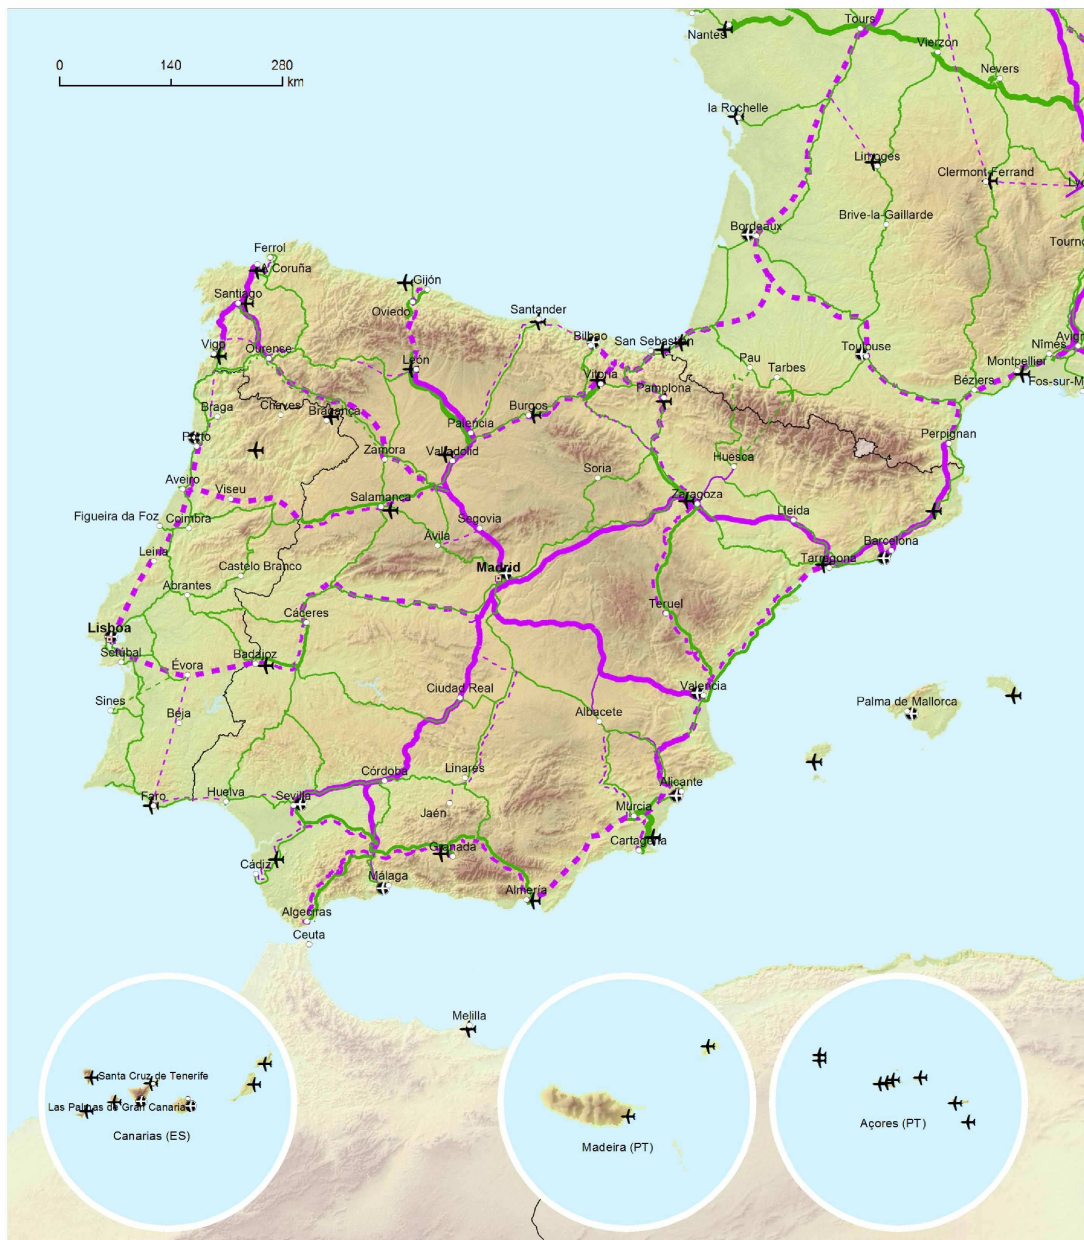 0 140 280
km
Tours
Nantes
Vierzon
Nevers
la Rochelle
Limoges
Clermont-Ferrand
Bordeaux
Brive-la-Gaillarde
Ferrol
A Coruña
Gijón
Santiago
Oviedo
Santander
Bilbao
San Sebastián
Toulouse
Nîmes
Vigo
Ourense
León
Vitoria
Pau
Montpellier
Tarbes
Béziers
Pamplona
Braga
Chaves
Bragança
Burgos
Palencia
Perpignan
Porto
Zamora
Valladolid
Huesca
Soria
Aveiro
Viseu
Salamanca
Zaragoza
Lleida
Figueira da Foz
Coimbra
Segovia
Ávila
Barcelona
Leiria
Tarragona
Castelo Branco
Madrid
Abrantes
Teruel
Cáceres
Lisboa
Setúbal
Badajoz
Évora
Ciudad Real
Valencia
Sines
Palma de Mallorca
Beja
Albacete
Córdoba
Linares
Alicante
Faro
Huelva
Sevilla
Jaén
Murcia
Cartagena
Granada
Cádiz
Málaga
Almería
Algeciras
Ceuta
Melilla
Santa Cruz de Tenerife
Las Palmas de Gran Canaria
Canarias (ES)
Madeira (PT)
Açores (PT)